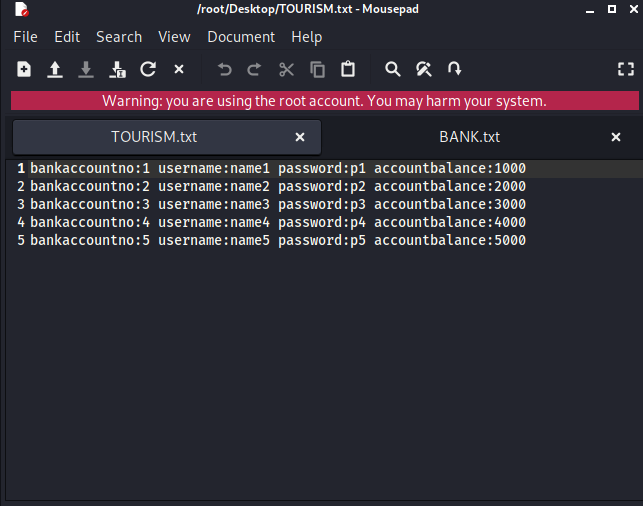 /root/Desktop/TOURISM.txt - Mousepad
File Edit Search View Document Help
Warning: you are using the root account. You may harm your system.
TOURISM.txt BANK.txt
1 bankaccountno:1 username:name1 password:p1 accountbalance:1000
2 bankaccountno:2 username:name2 password:p2 accountbalance:2000
3 bankaccountno:3 username:name3 password:p3 accountbalance:3000
4 bankaccountno:4 username:name4 password:p4 accountbalance:4000
5 bankaccountno:5 username:name5 password:p5 accountbalance:5000